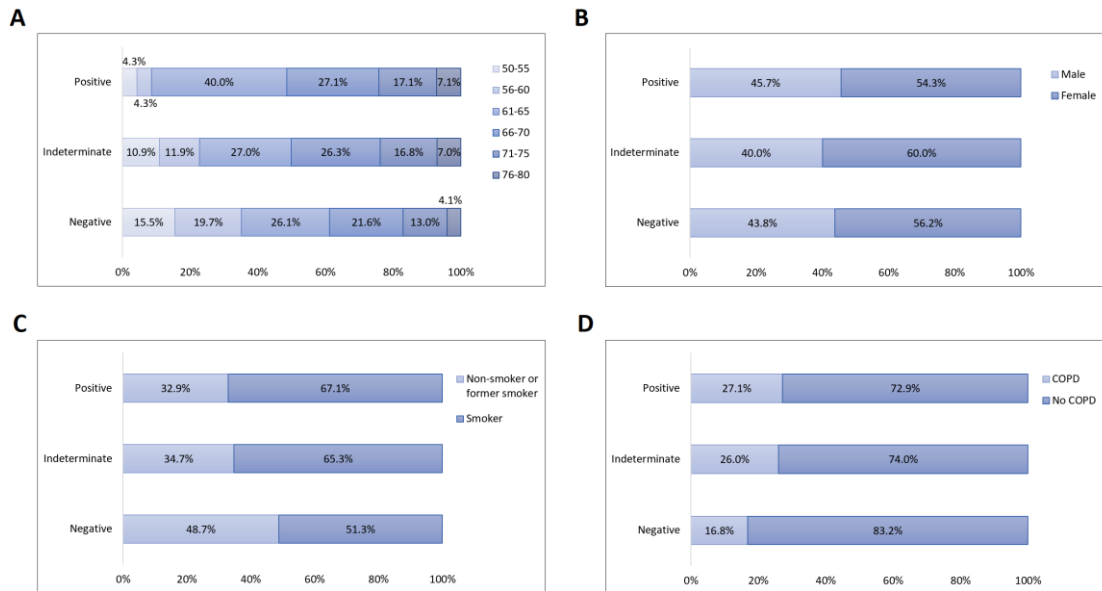 A
4.3%
Positive 40.0% 27.1% 17.1% 7.1%
4.3%
Indeterminate 10.9% 11.9% 27.0% 26.3% 16.8% 7.0%
4.1%
Negative 15.5% 19.7% 26.1% 21.6% 13.0%
0% 20% 40% 60% 80% 100%
50-55
56-60
61-65
66-70
71-75
76-80
B
Positive 45.7% 54.3%
Indeterminate 40.0% 60.0%
Negative 43.8% 56.2%
0% 20% 40% 60% 80% 100%
Male
Female
C
Positive 32.9% 67.1%
Indeterminate 34.7% 65.3%
Negative 48.7% 51.3%
0% 20% 40% 60% 80% 100%
Non-smoker or
former smoker
Smoker
D
Positive 27.1% 72.9%
Indeterminate 26.0% 74.0%
Negative 16.8% 83.2%
0% 20% 40% 60% 80% 100%
COPD
No COPD